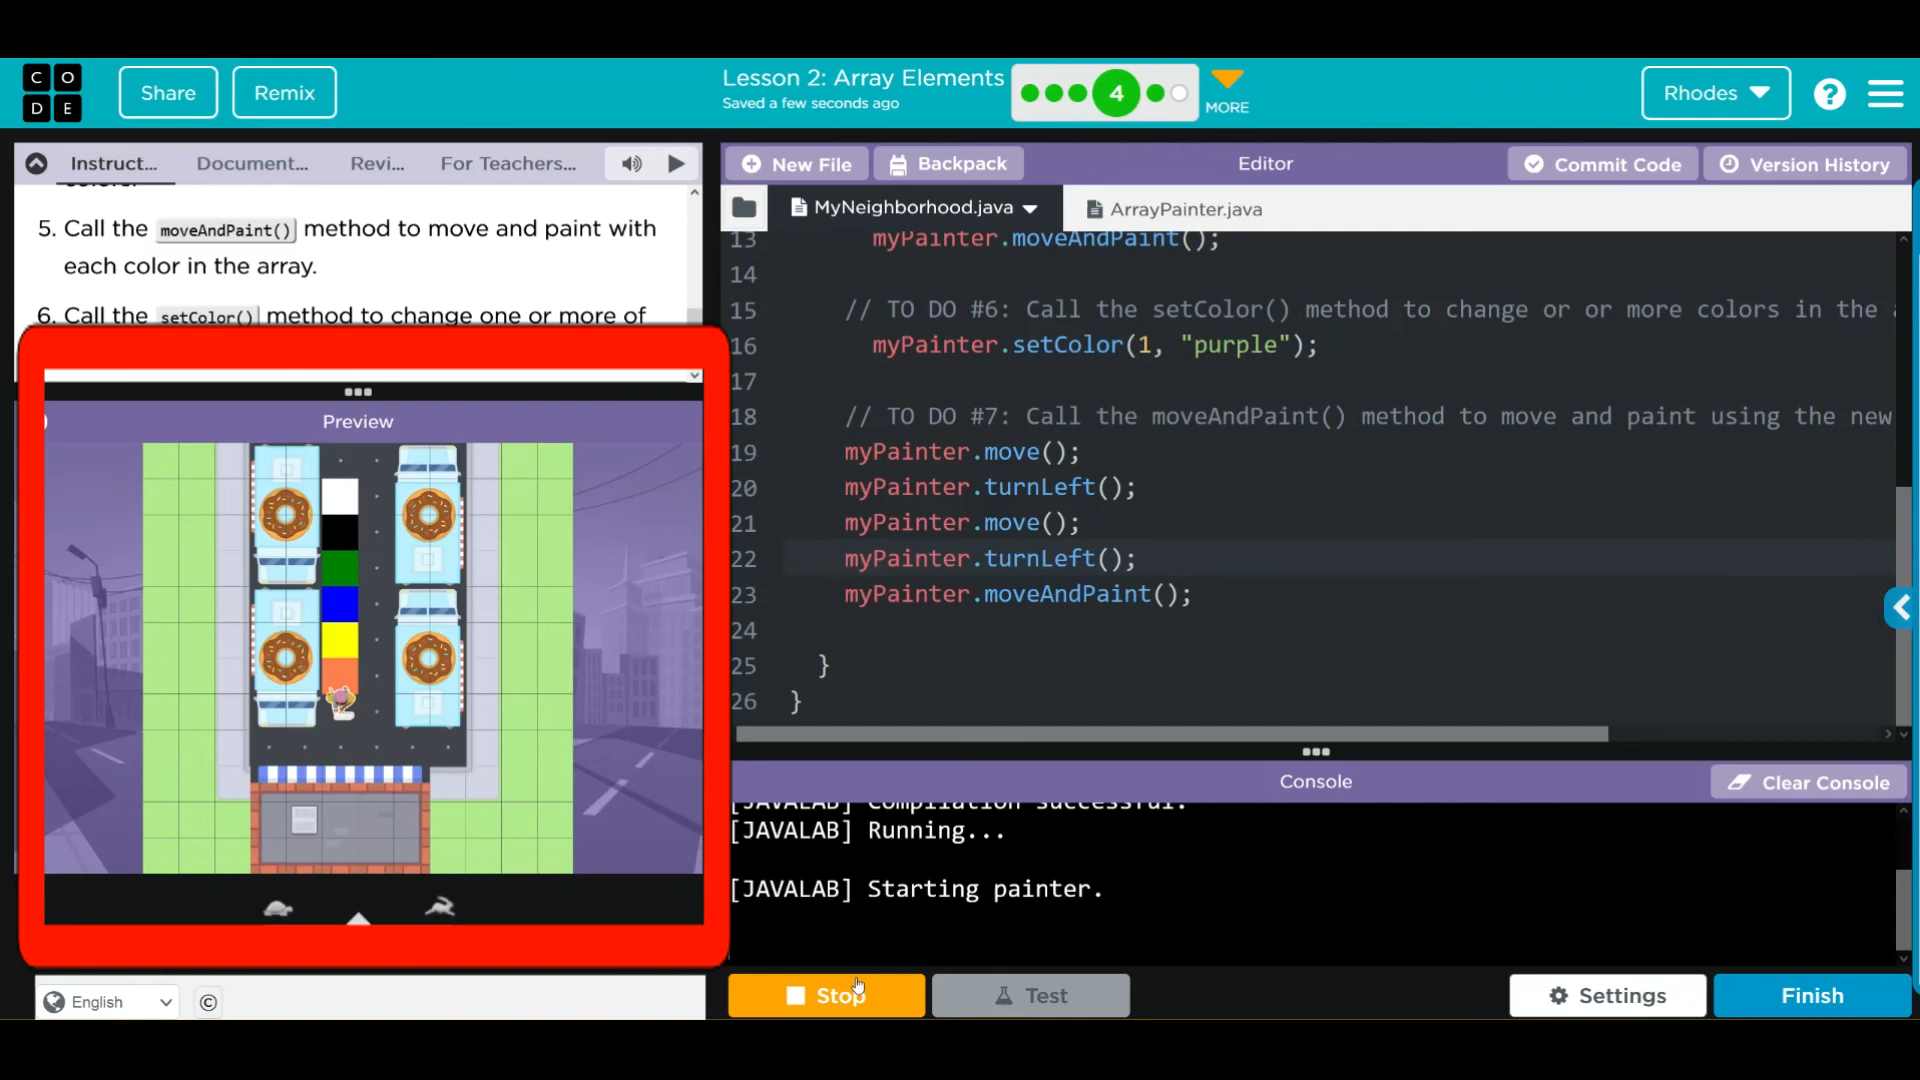 C O
D E
Share
Remix
Lesson 2: Array Elements
Saved a few seconds ago
4
MORE
Rhodes
?
Instruct...
Document...
Revi...
For Teachers...
5. Call the moveAndPaint() method to move and paint with
each color in the array.
6. Call the setColor() method to change one or more of
Preview
New File
Backpack
Editor
Commit Code
Version History
MyNeighborhood.java
ArrayPainter.java
13 myPainter.moveAndPaint();
14
15 // TO DO #6: Call the setColor() method to change or or more colors in the
16 myPainter.setColor(1, "purple");
17
18 // TO DO #7: Call the moveAndPaint() method to move and paint using the new
19 myPainter.move();
20 myPainter.turnLeft();
21 myPainter.move();
22 myPainter.turnLeft();
23 myPainter.moveAndPaint();
24
25 }
26 }
Console
Clear Console
[JAVALAB] Compilation successful.
[JAVALAB] Running...
[JAVALAB] Starting painter.
English
©
Stop
Test
Settings
Finish